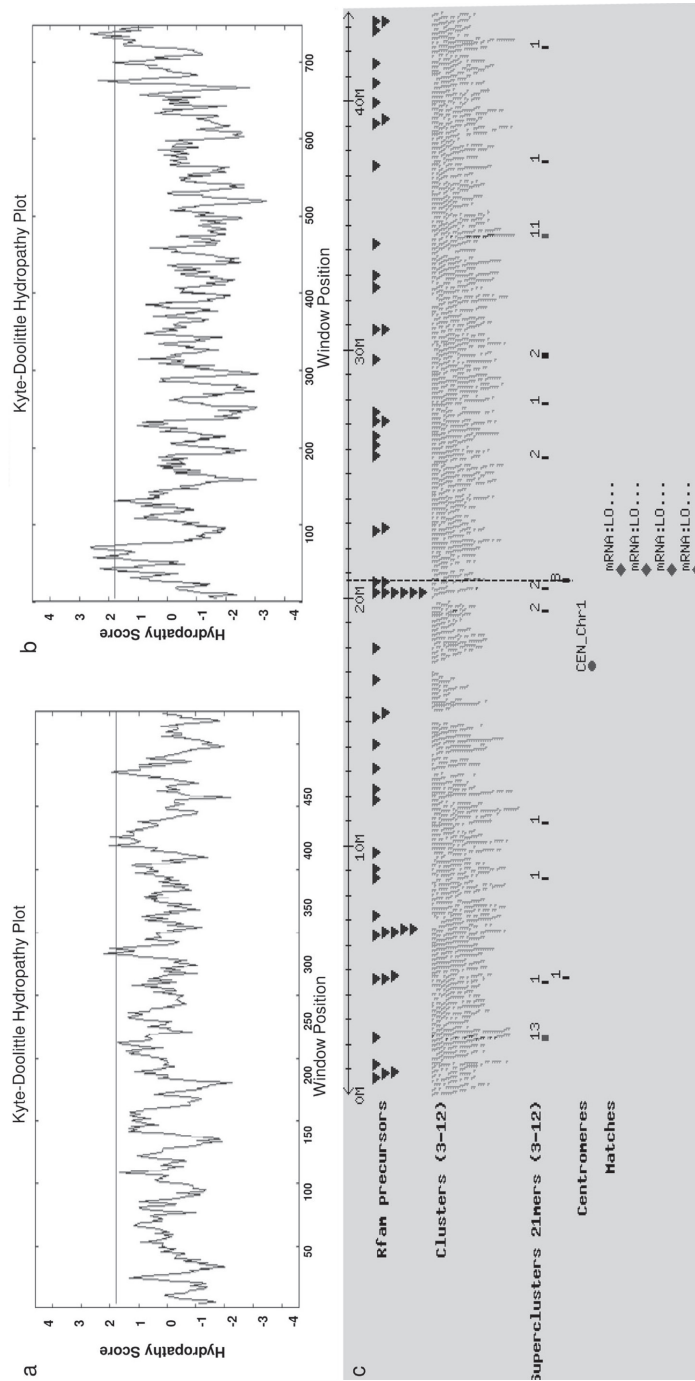 a
Kyte-Doolittle Hydropathy Plot
Hydropathy Score
4
3
2
1
0
-1
-2
-3
-4
50
100
150
200
250
300
350
400
450
Window Position
b
Kyte-Doolittle Hydropathy Plot
Hydropathy Score
4
3
2
1
0
-1
-2
-3
-4
100
200
300
400
500
600
700
Window Position
c
0M
10M
20M
30M
40M
Rfam precursors
Clusters (3-12)
Superclusters 21mers (3-12)
13
1
1
1
1
2
2
3
2
1
2
11
1
1
Centromeres
CEN_Chr1
Matches
mRNA:LO...
mRNA:LO...
mRNA:LO...
mRNA:LO...